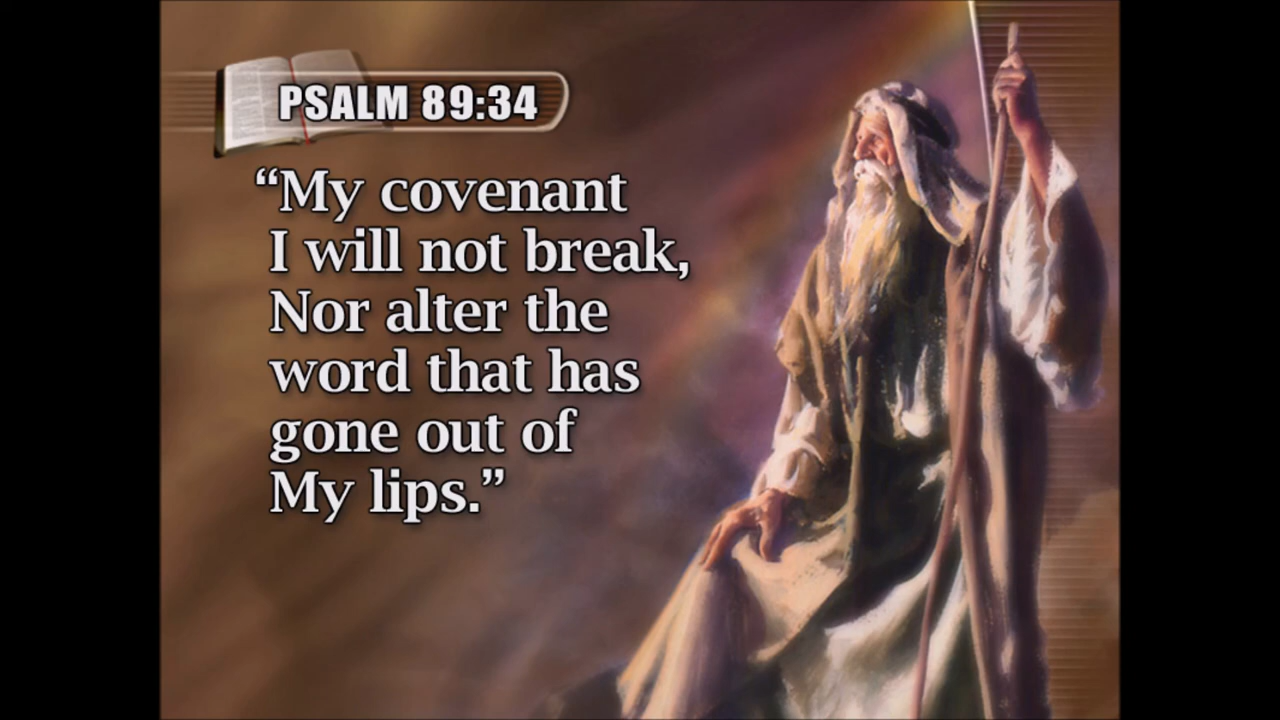 PSALM 89:34
“My covenant
I will not break,
Nor alter the
word that has
gone out of
My lips.”